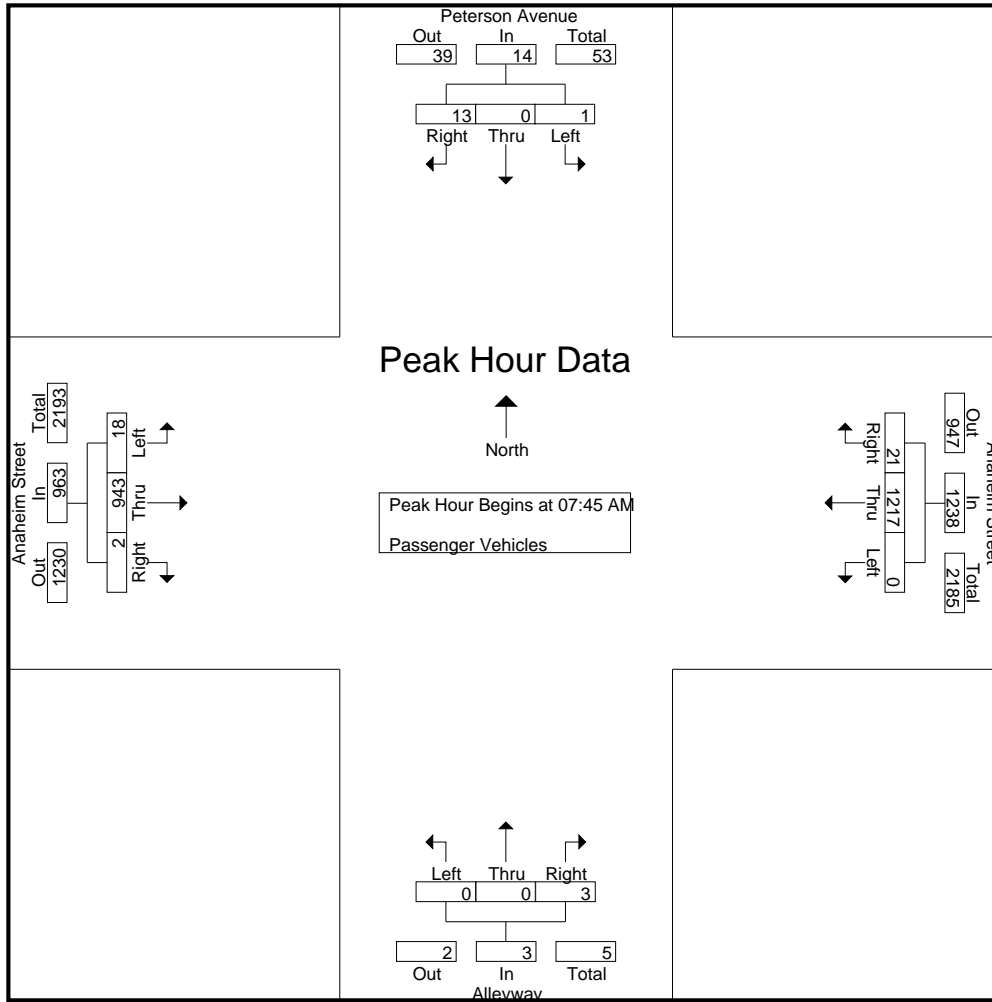 Peterson Avenue
Out In Total
39 14 53
13 0 1
Right Thru Left
Peak Hour Data
North
Peak Hour Begins at 07:45 AM
Passenger Vehicles
Anaheim Street
Total In Out
2193 963 1230
18 943 2
Left Thru Right
Anaheim Street
Out In Total
947 1238 2185
21 1217 0
Right Thru Left
Left Thru Right
0 0 3
2 3 5
Out In Total
Alleyway